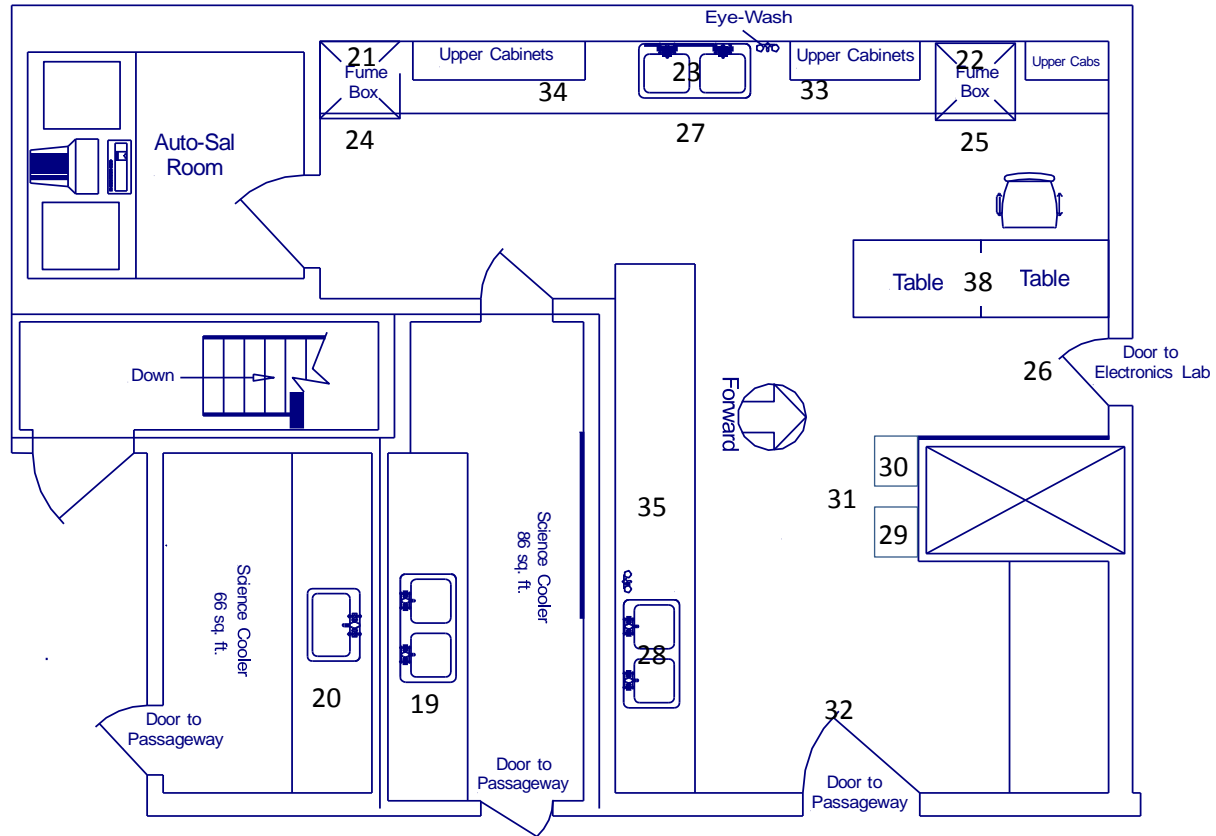 Eye-Wash
21
Fume
Box
Upper Cabinets
34
23
Upper Cabinets
33
22
Fume
Box
Upper Cabs
24
27
25
Auto-Sal
Room
Table
38
Table
26
Door to
Electronics Lab
Down
Forward
30
31
29
35
Science Cooler
86 sq. ft.
Science Cooler
66 sq. ft.
28
20
19
32
Door to
Passageway
Door to
Passageway
Door to
Passageway